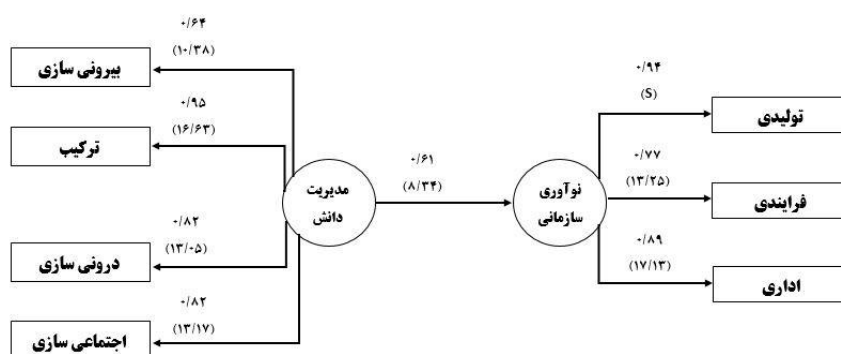 ۰/۶۴
(۱۰/۳۸)
بیرونی سازی
۰/۹۵
(۱۶/۶۳)
ترکیب
۰/۸۲
(۱۳/۰۵)
درونی سازی
۰/۸۲
(۱۳/۱۷)
اجتماعی سازی
مدیریت
دانش
۰/۶۱
(۸/۳۴)
نوآوری
سازمانی
۰/۹۴
(S)
تولیدی
۰/۷۷
(۱۳/۲۵)
فرایندی
۰/۸۹
(۱۷/۱۳)
اداری